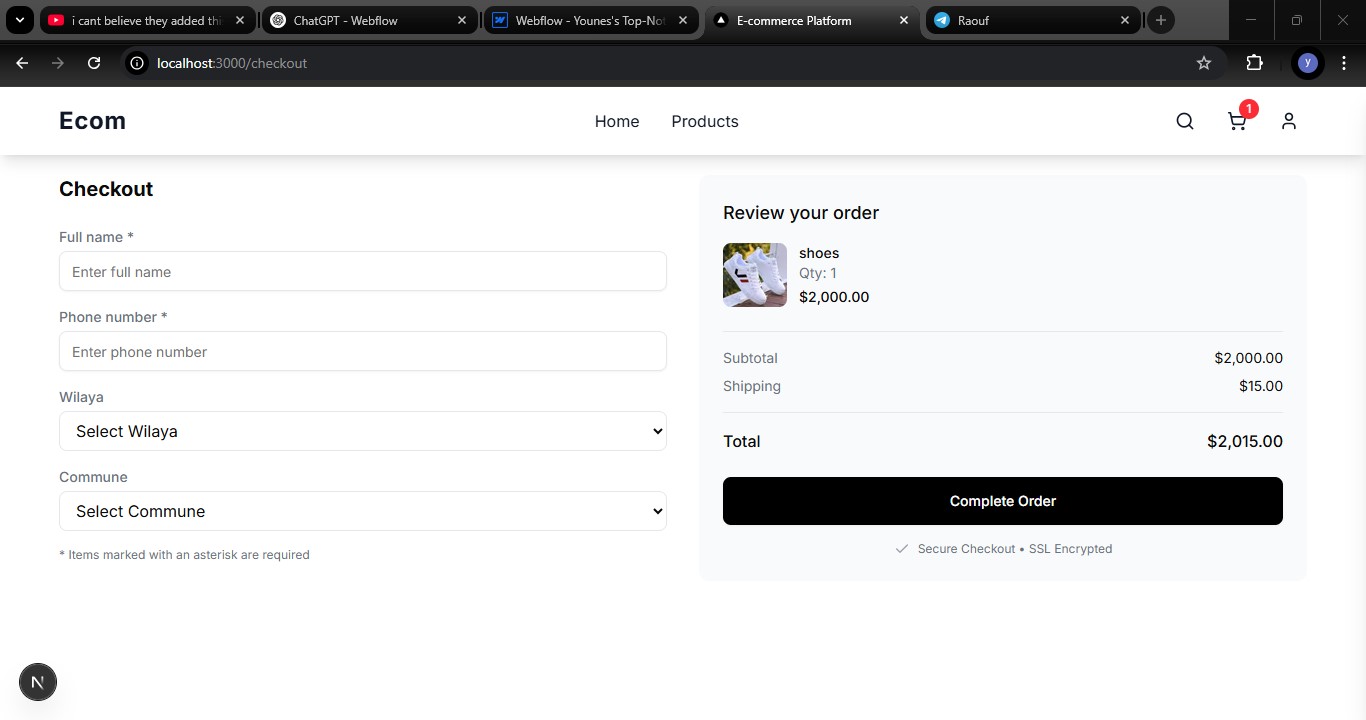 i cant believe they added thi
ChatGPT - Webflow
Webflow - Younes's Top-Not
E-commerce Platform
Raouf
localhost:3000/checkout
y
Ecom
Home
Products
1
Checkout
Full name *
Enter full name
Phone number *
Enter phone number
Wilaya
Select Wilaya
Commune
Select Commune
* Items marked with an asterisk are required
Review your order
shoes
Qty: 1
$2,000.00
Subtotal $2,000.00
Shipping $15.00
Total $2,015.00
Complete Order
Secure Checkout • SSL Encrypted
N